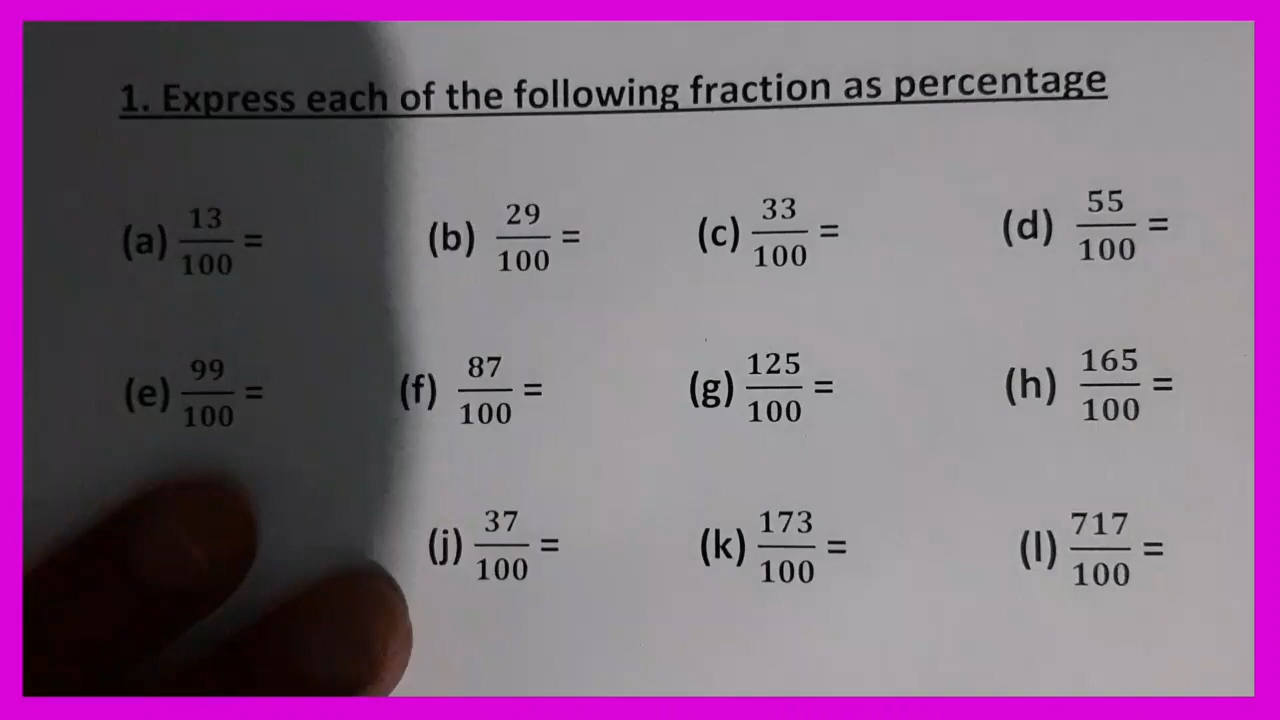 1. Express each of the following fraction as percentage
(a) 13/100 = (b) 29/100 = (c) 33/100 = (d) 55/100 =
(e) 99/100 = (f) 87/100 = (g) 125/100 = (h) 165/100 =
(j) 37/100 = (k) 173/100 = (l) 717/100 =